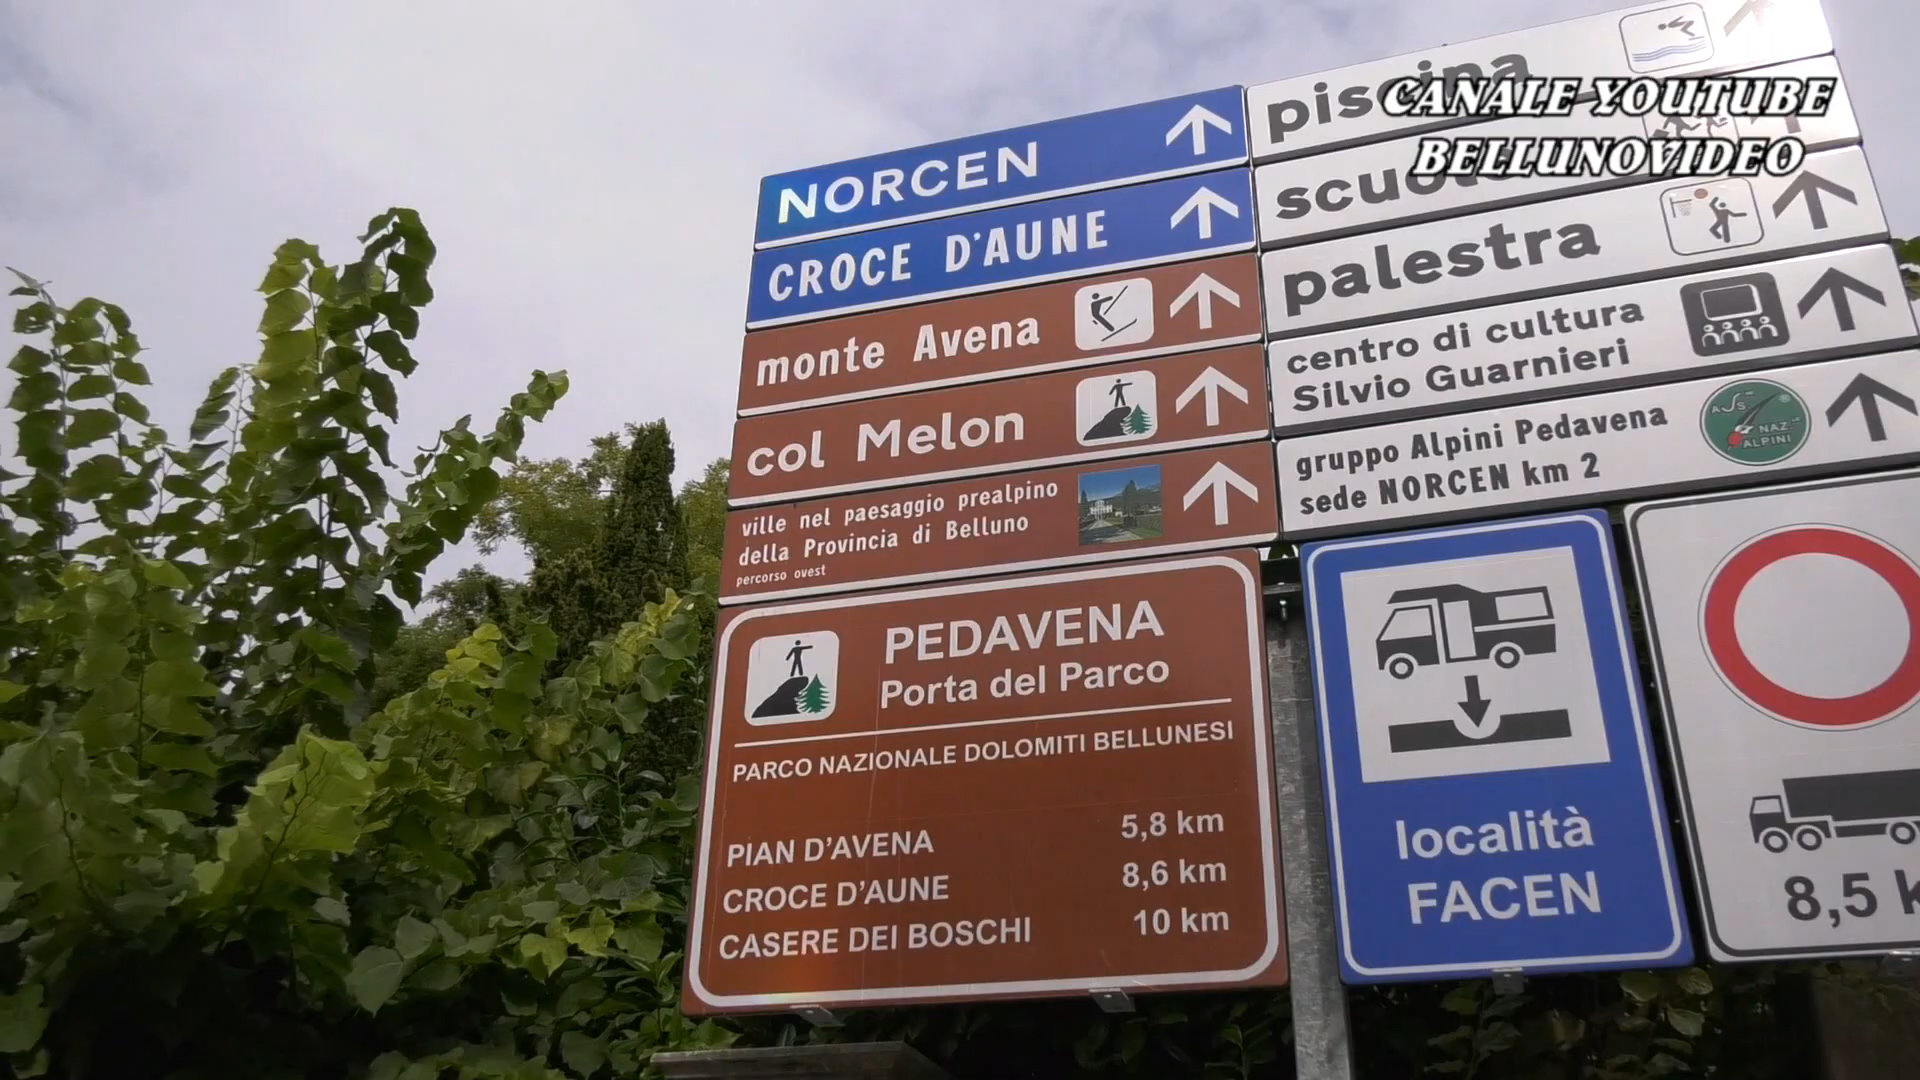 NORCEN
CROCE D'AUNE
monte Avena
col Melon
ville nel paesaggio prealpino
della Provincia di Belluno
percorso ovest
PEDAVENA
Porta del Parco
PARCO NAZIONALE DOLOMITI BELLUNESI
PIAN D'AVENA 5,8 km
CROCE D'AUNE 8,6 km
CASERE DEI BOSCHI 10 km
piscina
CANALE YOUTUBE
BELLUNOVIDEO
palestra
centro di cultura
Silvio Guarnieri
gruppo Alpini Pedavena
sede NORCEN km 2
NAZ.
ALPINI
località
FACEN
8,5